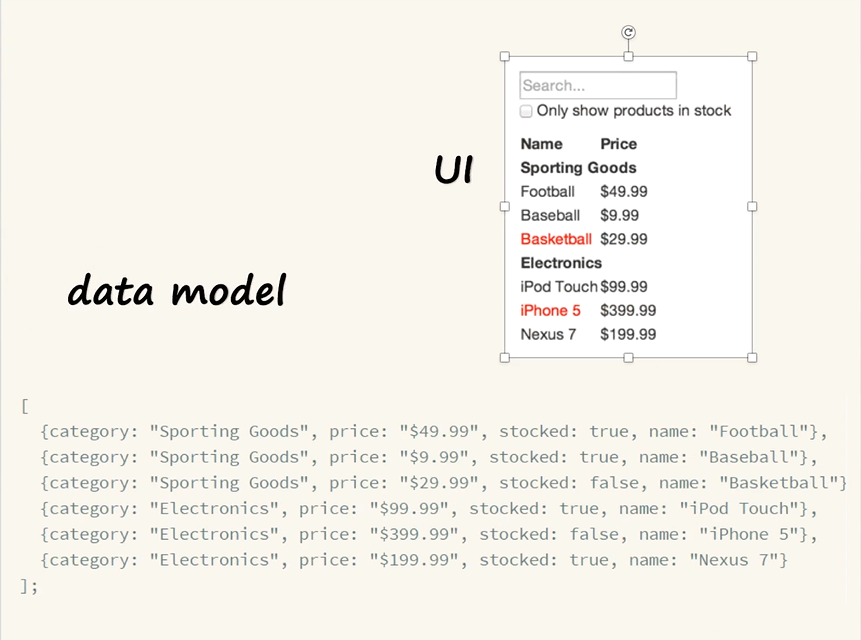 Search...
Only show products in stock
Name Price
UI
Sporting Goods
Football $49.99
Baseball $9.99
Basketball $29.99
Electronics
data model
iPod Touch $99.99
iPhone 5 $399.99
Nexus 7 $199.99
[
{category: "Sporting Goods", price: "$49.99", stocked: true, name: "Football"},
{category: "Sporting Goods", price: "$9.99", stocked: true, name: "Baseball"},
{category: "Sporting Goods", price: "$29.99", stocked: false, name: "Basketball"}
{category: "Electronics", price: "$99.99", stocked: true, name: "iPod Touch"},
{category: "Electronics", price: "$399.99", stocked: false, name: "iPhone 5"},
{category: "Electronics", price: "$199.99", stocked: true, name: "Nexus 7"}
];